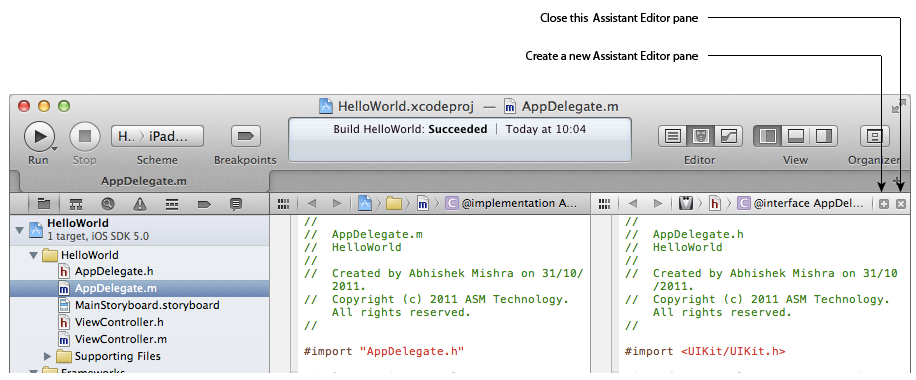 Close this Assistant Editor pane
Create a new Assistant Editor pane
HelloWorld.xcodeproj — AppDelegate.m
Build HelloWorld: Succeeded | Today at 10:04
H.. › iPad...
Run
Stop
Scheme
Breakpoints
Editor
View
Organizer
AppDelegate.m
@implementation A...
@interface AppDel...
HelloWorld
1 target, iOS SDK 5.0
HelloWorld
AppDelegate.h
AppDelegate.m
MainStoryboard.storyboard
ViewController.h
ViewController.m
Supporting Files
Frameworks
//
// AppDelegate.m
// HelloWorld
//
// Created by Abhishek Mishra on 31/10/
2011.
// Copyright (c) 2011 ASM Technology.
All rights reserved.
//
#import "AppDelegate.h"
//
// AppDelegate.h
// HelloWorld
//
// Created by Abhishek Mishra on 31/10
/2011.
// Copyright (c) 2011 ASM Technology.
All rights reserved.
//
#import <UIKit/UIKit.h>